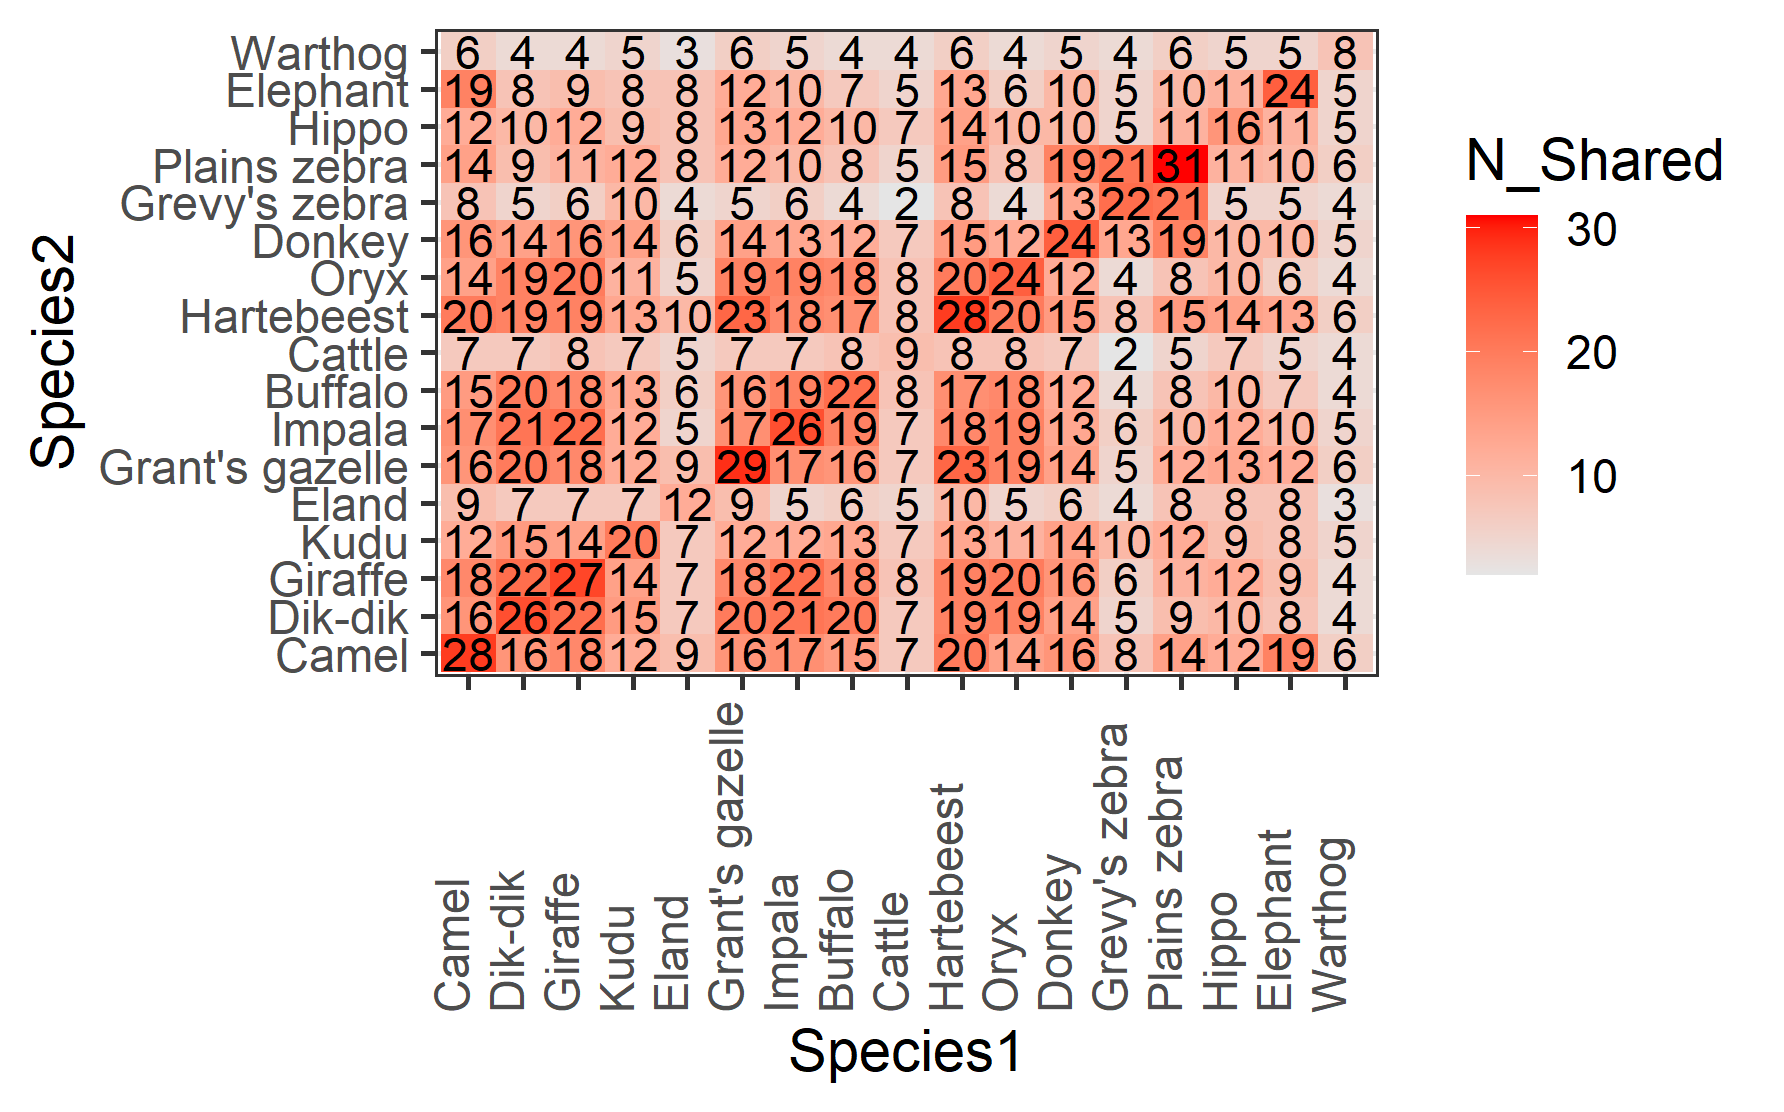 Warthog 6 4 4 5 3 6 5 4 4 6 4 5 4 6 5 5 8
Elephant 19 8 9 8 8 12 10 7 5 13 6 10 5 10 11 24 5
Hippo 12 10 12 9 8 13 12 10 7 14 10 10 5 11 16 11 5
Plains zebra 14 9 11 12 8 12 10 8 5 15 8 19 21 31 11 10 6
Grevy's zebra 8 5 6 10 4 5 6 4 2 8 4 13 22 21 5 5 4
Donkey 16 14 16 14 6 14 13 12 7 15 12 24 13 19 10 10 5
Oryx 14 19 20 11 5 19 19 18 8 20 24 12 4 8 10 6 4
Hartebeest 20 19 19 13 10 23 18 17 8 28 20 15 8 15 14 13 6
Cattle 7 7 8 7 5 7 7 8 9 8 8 7 2 5 7 5 4
Buffalo 15 20 18 13 6 16 19 22 8 17 18 12 4 8 10 7 4
Impala 17 21 22 12 5 17 26 19 7 18 19 13 6 10 12 10 5
Grant's gazelle 16 20 18 12 9 29 17 16 7 23 19 14 5 12 13 12 6
Eland 9 7 7 7 12 9 5 6 5 10 5 6 4 8 8 8 3
Kudu 12 15 14 20 7 12 12 13 7 13 11 14 10 12 9 8 5
Giraffe 18 22 27 14 7 18 22 18 8 19 20 16 6 11 12 9 4
Dik-dik 16 26 22 15 7 20 21 20 7 19 19 14 5 9 10 8 4
Camel 28 16 18 12 9 16 17 15 7 20 14 16 8 14 12 19 6
Species2
Camel
Dik-dik
Giraffe
Kudu
Eland
Grant's gazelle
Impala
Buffalo
Cattle
Hartebeest
Oryx
Donkey
Grevy's zebra
Plains zebra
Hippo
Elephant
Warthog
Species1
N_Shared
30
20
10